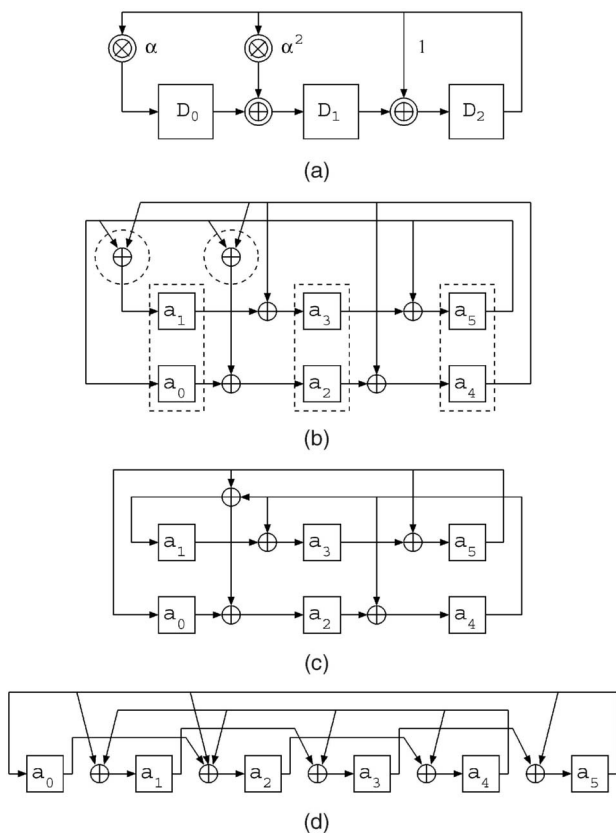 α α² 1
D₀ D₁ D₂
(a)
a₁ a₃ a₅
a₀ a₂ a₄
(b)
a₁ a₃ a₅
a₀ a₂ a₄
(c)
a₀ a₁ a₂ a₃ a₄ a₅
(d)